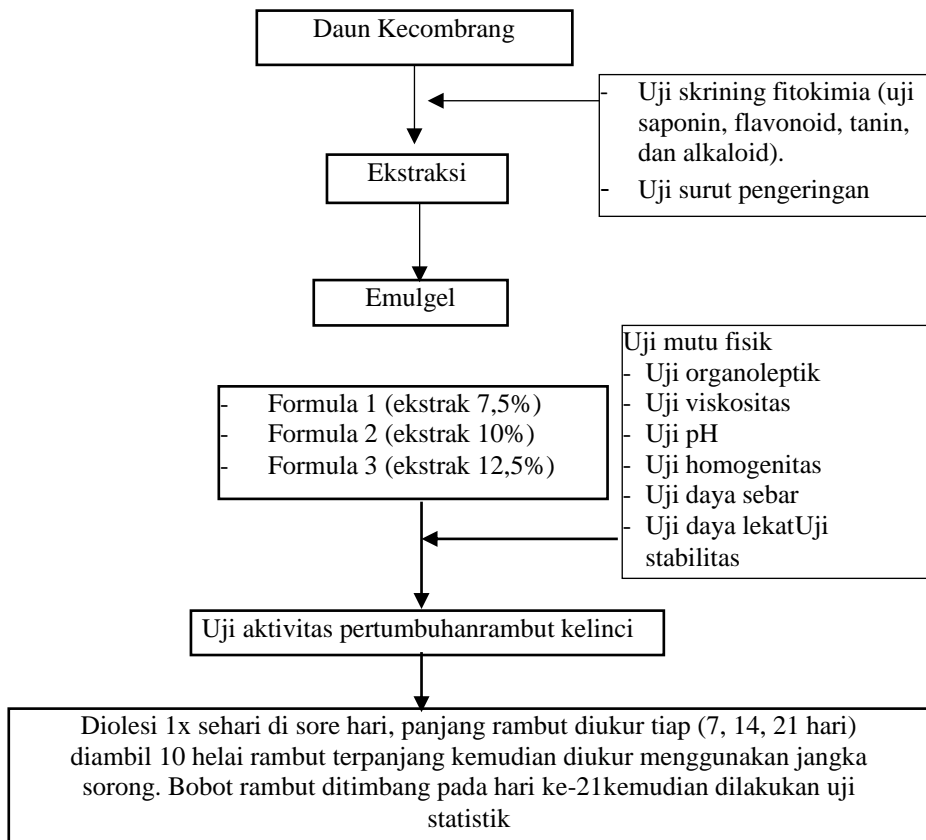 Daun Kecombrang
- Uji skrining fitokimia (uji
saponin, flavonoid, tanin,
dan alkaloid).
- Uji surut pengeringan
Ekstraksi
Emulgel
Uji mutu fisik
- Uji organoleptik
- Uji viskositas
- Uji pH
- Uji homogenitas
- Uji daya sebar
- Uji daya lekatUji
stabilitas
- Formula 1 (ekstrak 7,5%)
- Formula 2 (ekstrak 10%)
- Formula 3 (ekstrak 12,5%)
Uji aktivitas pertumbuhanrambut kelinci
Diolesi 1x sehari di sore hari, panjang rambut diukur tiap (7, 14, 21 hari)
diambil 10 helai rambut terpanjang kemudian diukur menggunakan jangka
sorong. Bobot rambut ditimbang pada hari ke-21kemudian dilakukan uji
statistik